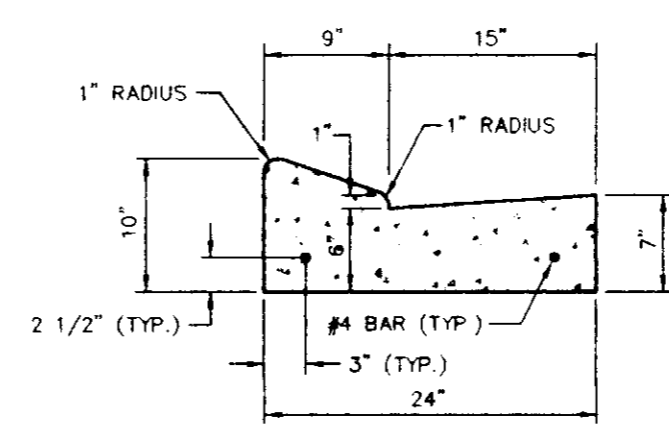 9" 15"
1" RADIUS
1" 1" RADIUS
10" 6" 7"
2 1/2" (TYP.) #4 BAR (TYP )
3" (TYP.)
24"